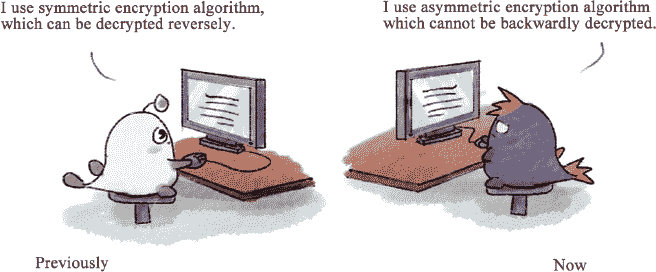 I use symmetric encryption algorithm,
which can be decrypted reversely.
I use asymmetric encryption algorithm
which cannot be backwardly decrypted.
Previously
Now